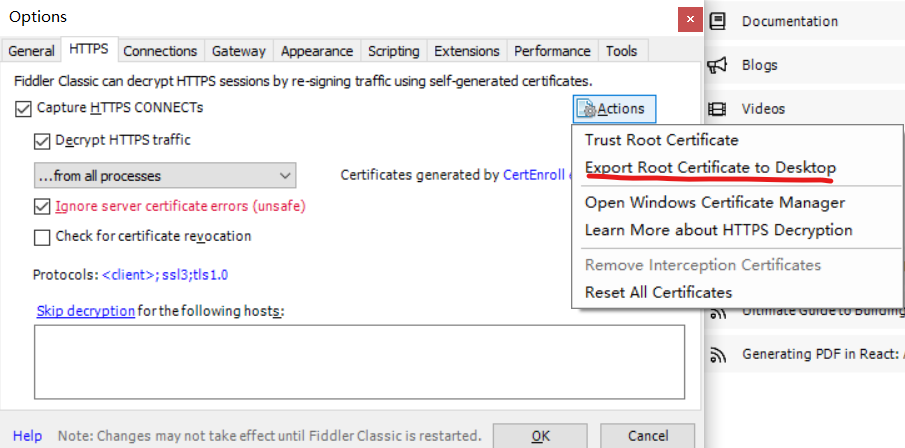 Options
General HTTPS Connections Gateway Appearance Scripting Extensions Performance Tools
Fiddler Classic can decrypt HTTPS sessions by re-signing traffic using self-generated certificates.
Capture HTTPS CONNECTs
Actions
Decrypt HTTPS traffic
...from all processes
Certificates generated by CertEnroll
Ignore server certificate errors (unsafe)
Check for certificate revocation
Protocols: <client>; ssl3;tls1.0
Skip decryption for the following hosts:
Trust Root Certificate
Export Root Certificate to Desktop
Open Windows Certificate Manager
Learn More about HTTPS Decryption
Remove Interception Certificates
Reset All Certificates
Help Note: Changes may not take effect until Fiddler Classic is restarted.
OK
Cancel
Documentation
Blogs
Videos
Ultimate Guide to Building
Generating PDF in React: